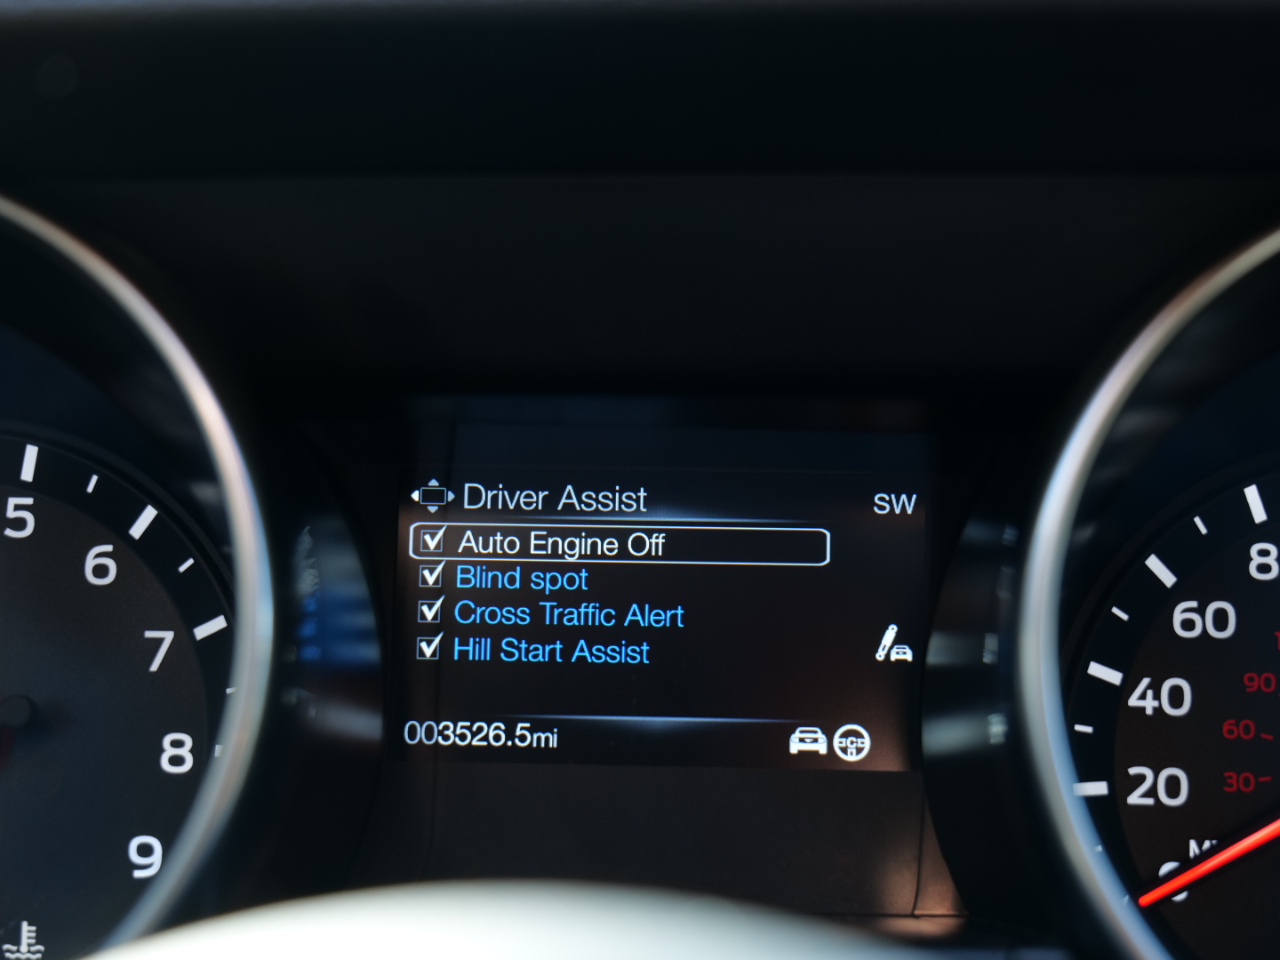 Driver Assist SW
Auto Engine Off
Blind spot
Cross Traffic Alert
Hill Start Assist
003526.5mi
5
6
7
8
9
8
60
40
20
90
60
30